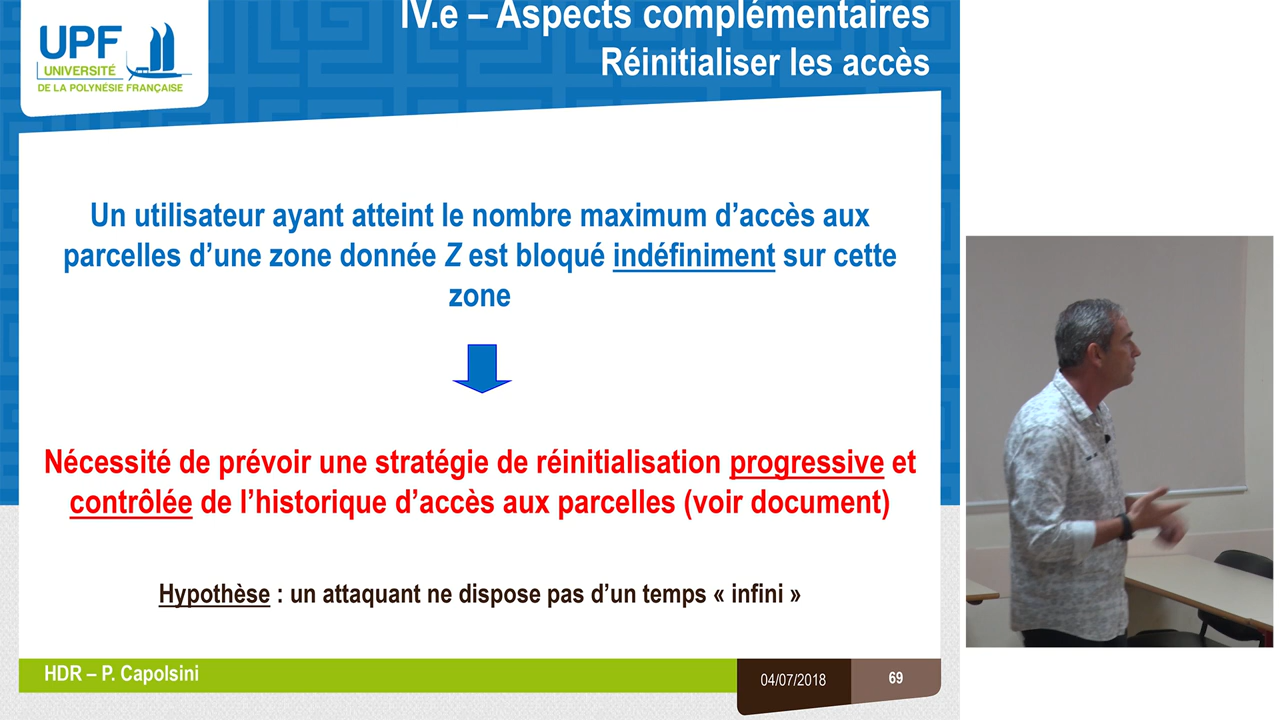 IV.e – Aspects complémentaires
Réinitialiser les accès
UPF
UNIVERSITÉ
DE LA POLYNÉSIE FRANÇAISE
Un utilisateur ayant atteint le nombre maximum d’accès aux
parcelles d’une zone donnée Z est bloqué indéfiniment sur cette
zone
Nécessité de prévoir une stratégie de réinitialisation progressive et
contrôlée de l’historique d’accès aux parcelles (voir document)
Hypothèse : un attaquant ne dispose pas d’un temps « infini »
HDR – P. Capolsini
04/07/2018
69